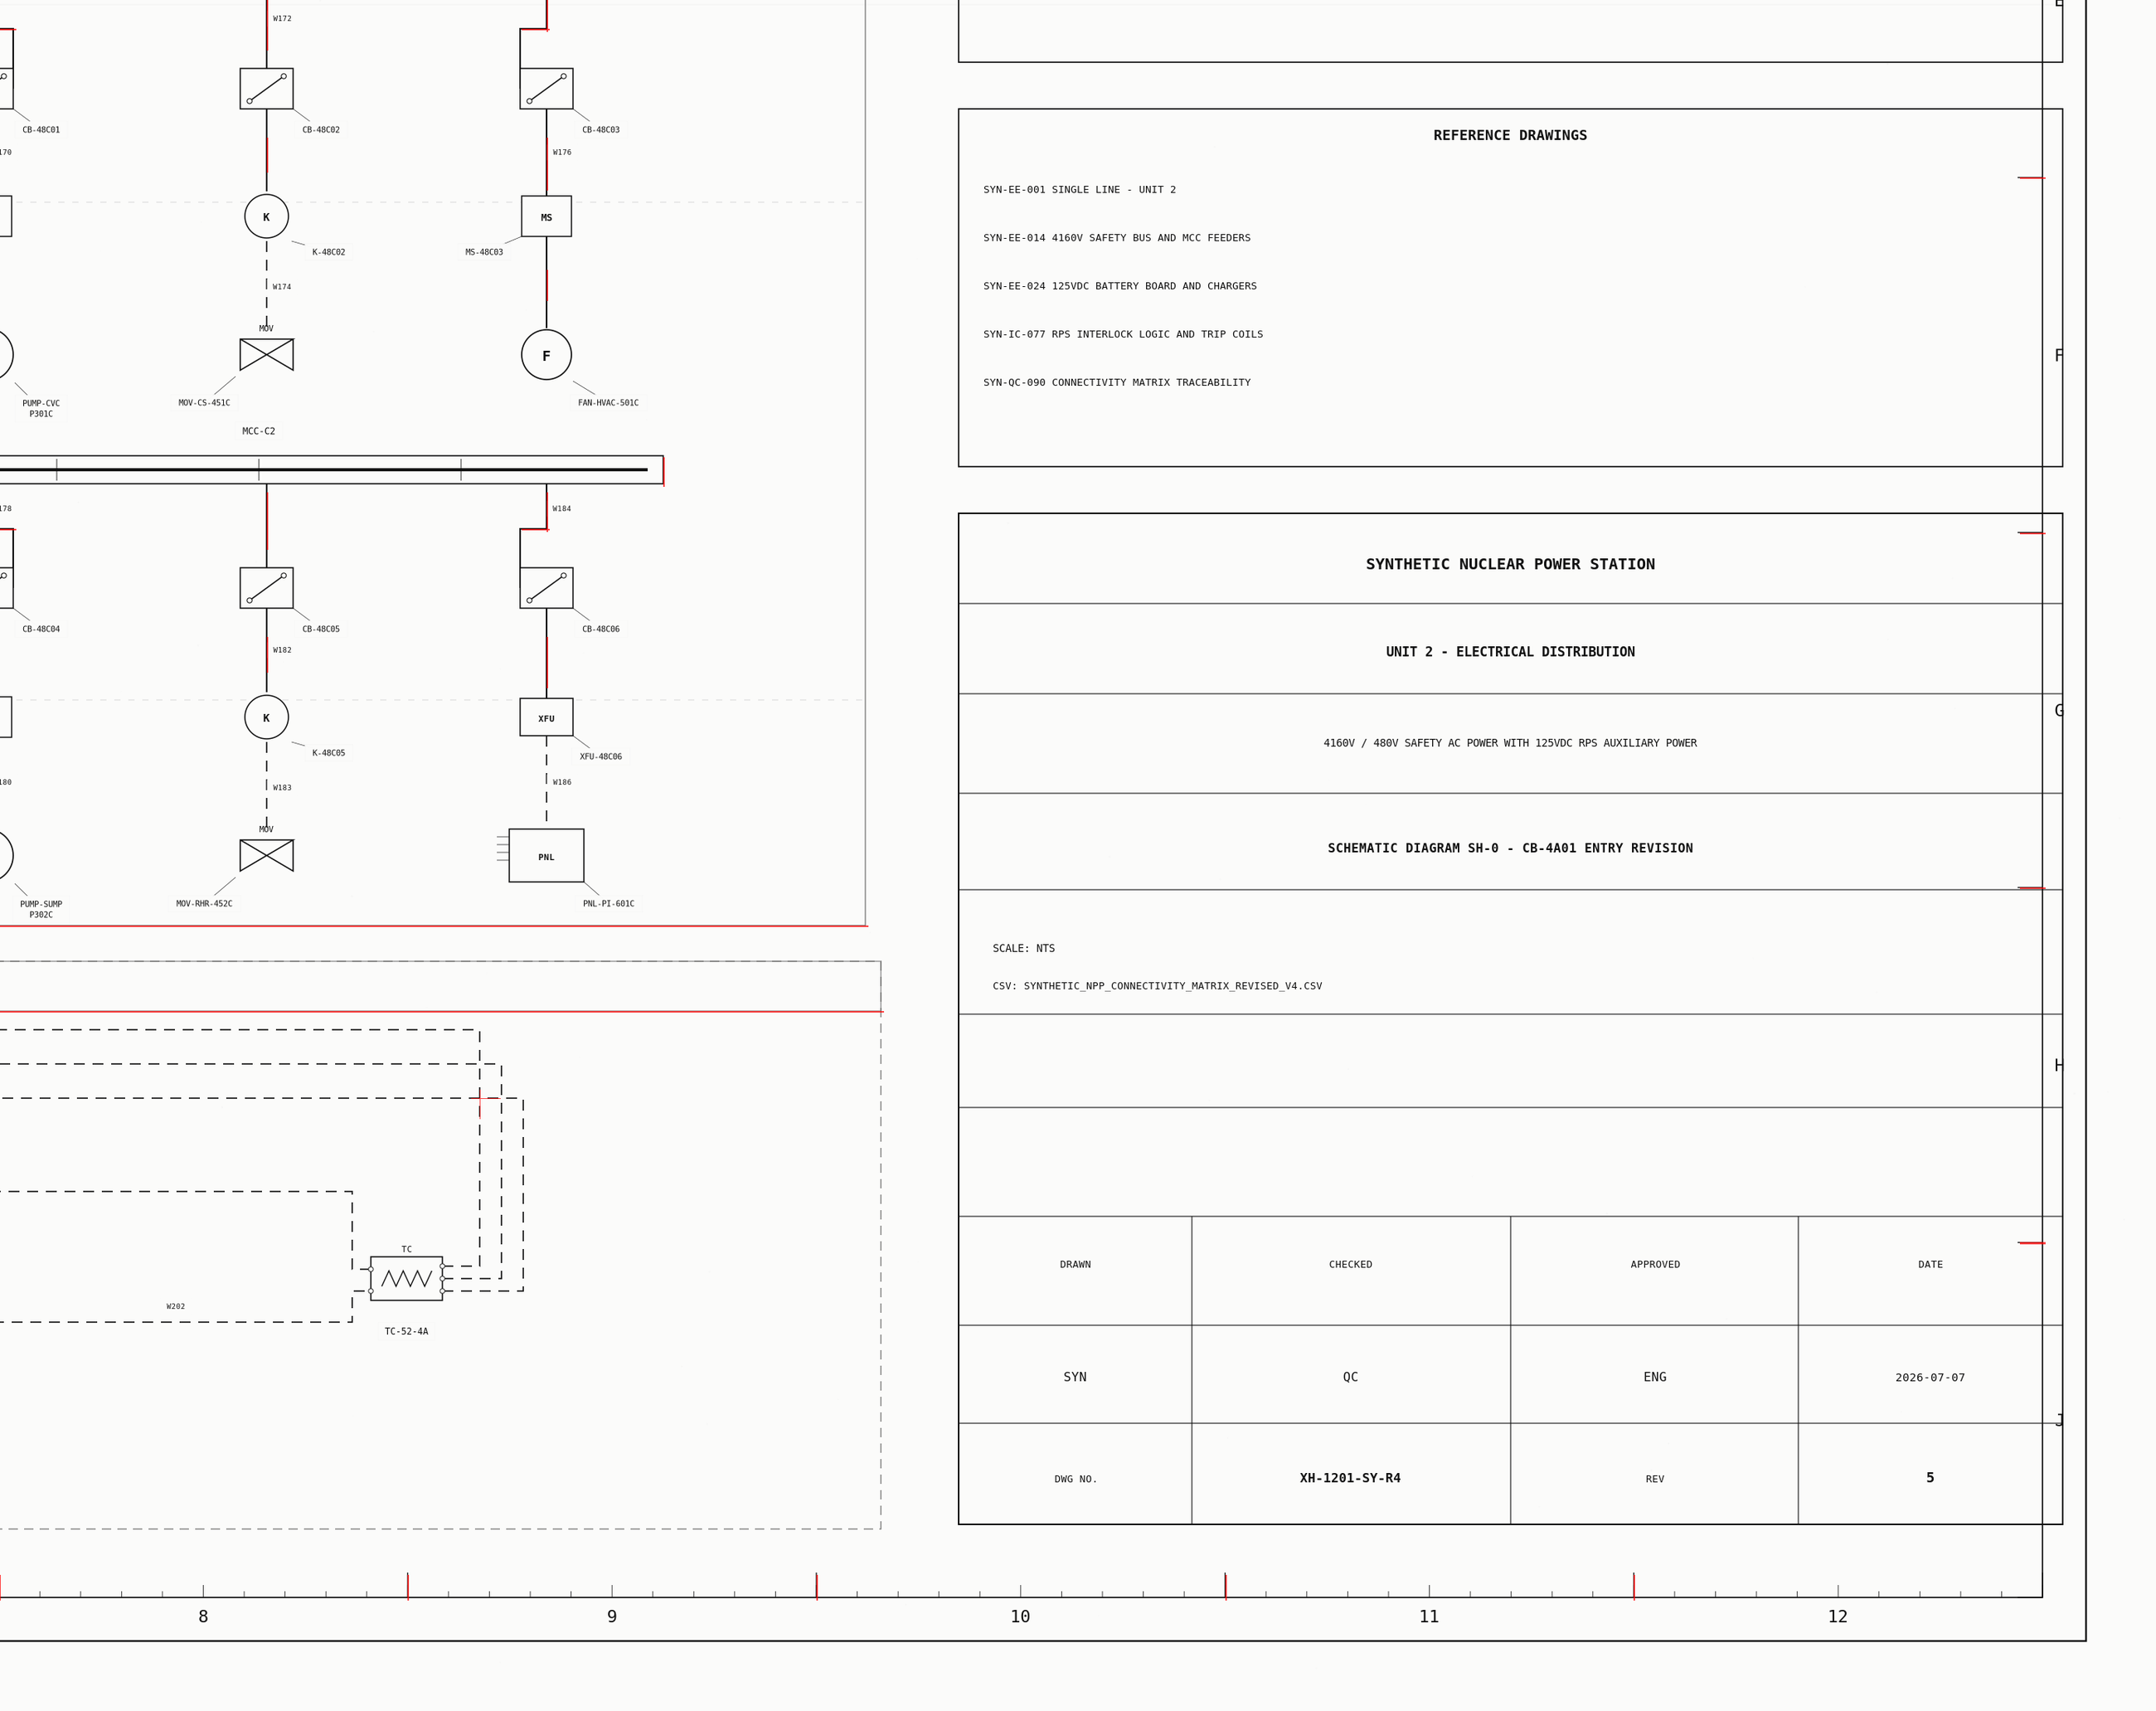 W172
CB-48C01
CB-48C02
CB-48C03
170
W176
K
MS
K-48C02
MS-48C03
W174
MOV
F
PUMP-CVC
P301C
MOV-CS-451C
FAN-HVAC-501C
MCC-C2
178
W184
CB-48C04
CB-48C05
CB-48C06
W182
K
XFU
K-48C05
XFU-48C06
180
W183
W186
MOV
PNL
PUMP-SUMP
P302C
MOV-RHR-452C
PNL-PI-601C
TC
W202
TC-52-4A
REFERENCE DRAWINGS
SYN-EE-001 SINGLE LINE - UNIT 2
SYN-EE-014 4160V SAFETY BUS AND MCC FEEDERS
SYN-EE-024 125VDC BATTERY BOARD AND CHARGERS
SYN-IC-077 RPS INTERLOCK LOGIC AND TRIP COILS
SYN-QC-090 CONNECTIVITY MATRIX TRACEABILITY
SYNTHETIC NUCLEAR POWER STATION
UNIT 2 - ELECTRICAL DISTRIBUTION
4160V / 480V SAFETY AC POWER WITH 125VDC RPS AUXILIARY POWER
SCHEMATIC DIAGRAM SH-0 - CB-4A01 ENTRY REVISION
SCALE: NTS
CSV: SYNTHETIC_NPP_CONNECTIVITY_MATRIX_REVISED_V4.CSV
DRAWN CHECKED APPROVED DATE
SYN QC ENG 2026-07-07
DWG NO. XH-1201-SY-R4 REV 5
E
F
G
H
J
8 9 10 11 12